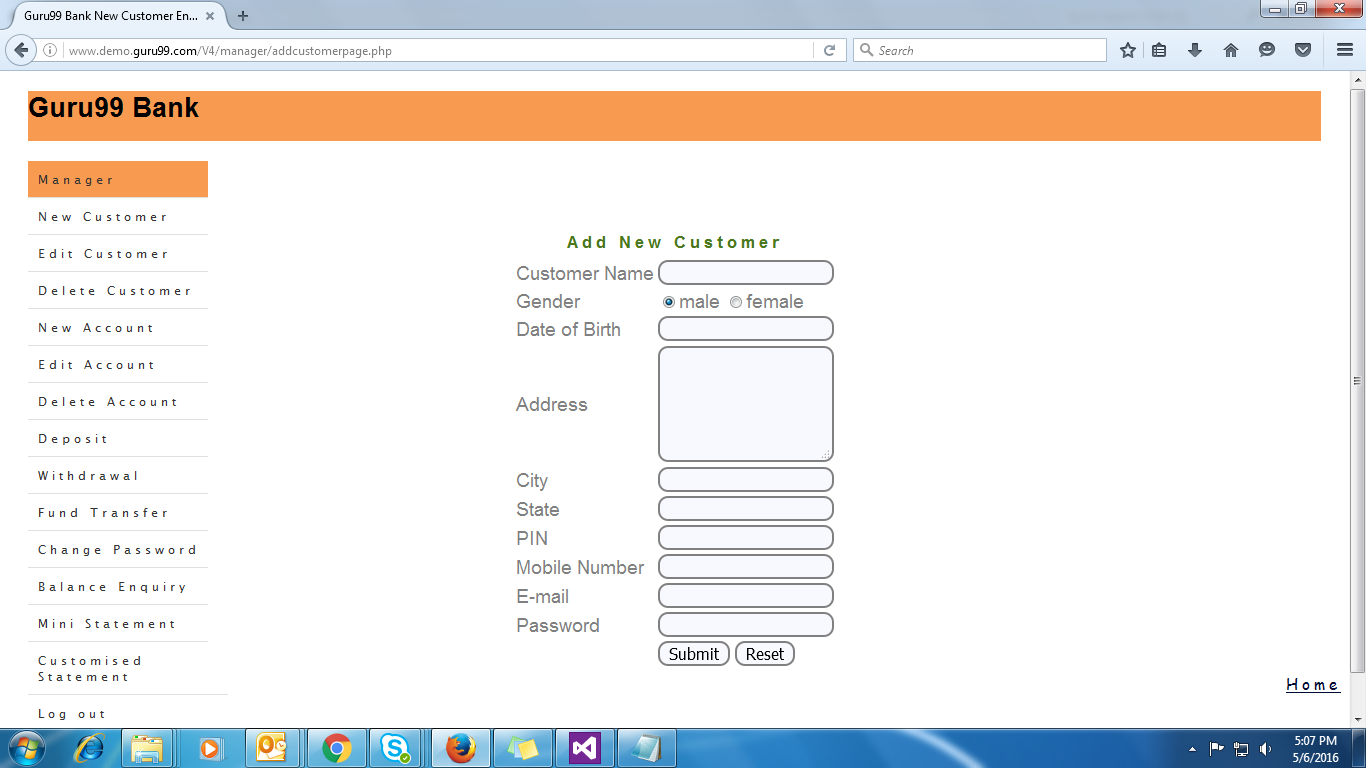 Guru99 Bank New Customer En...
www.demo.guru99.com/V4/manager/addcustomerpage.php
Search
Guru99 Bank
Manager
New Customer
Edit Customer
Delete Customer
New Account
Edit Account
Delete Account
Deposit
Withdrawal
Fund Transfer
Change Password
Balance Enquiry
Mini Statement
Customised
Statement
Log out
Add New Customer
Customer Name
Gender male female
Date of Birth
Address
City
State
PIN
Mobile Number
E-mail
Password
Submit Reset
Home
5:07 PM
5/6/2016